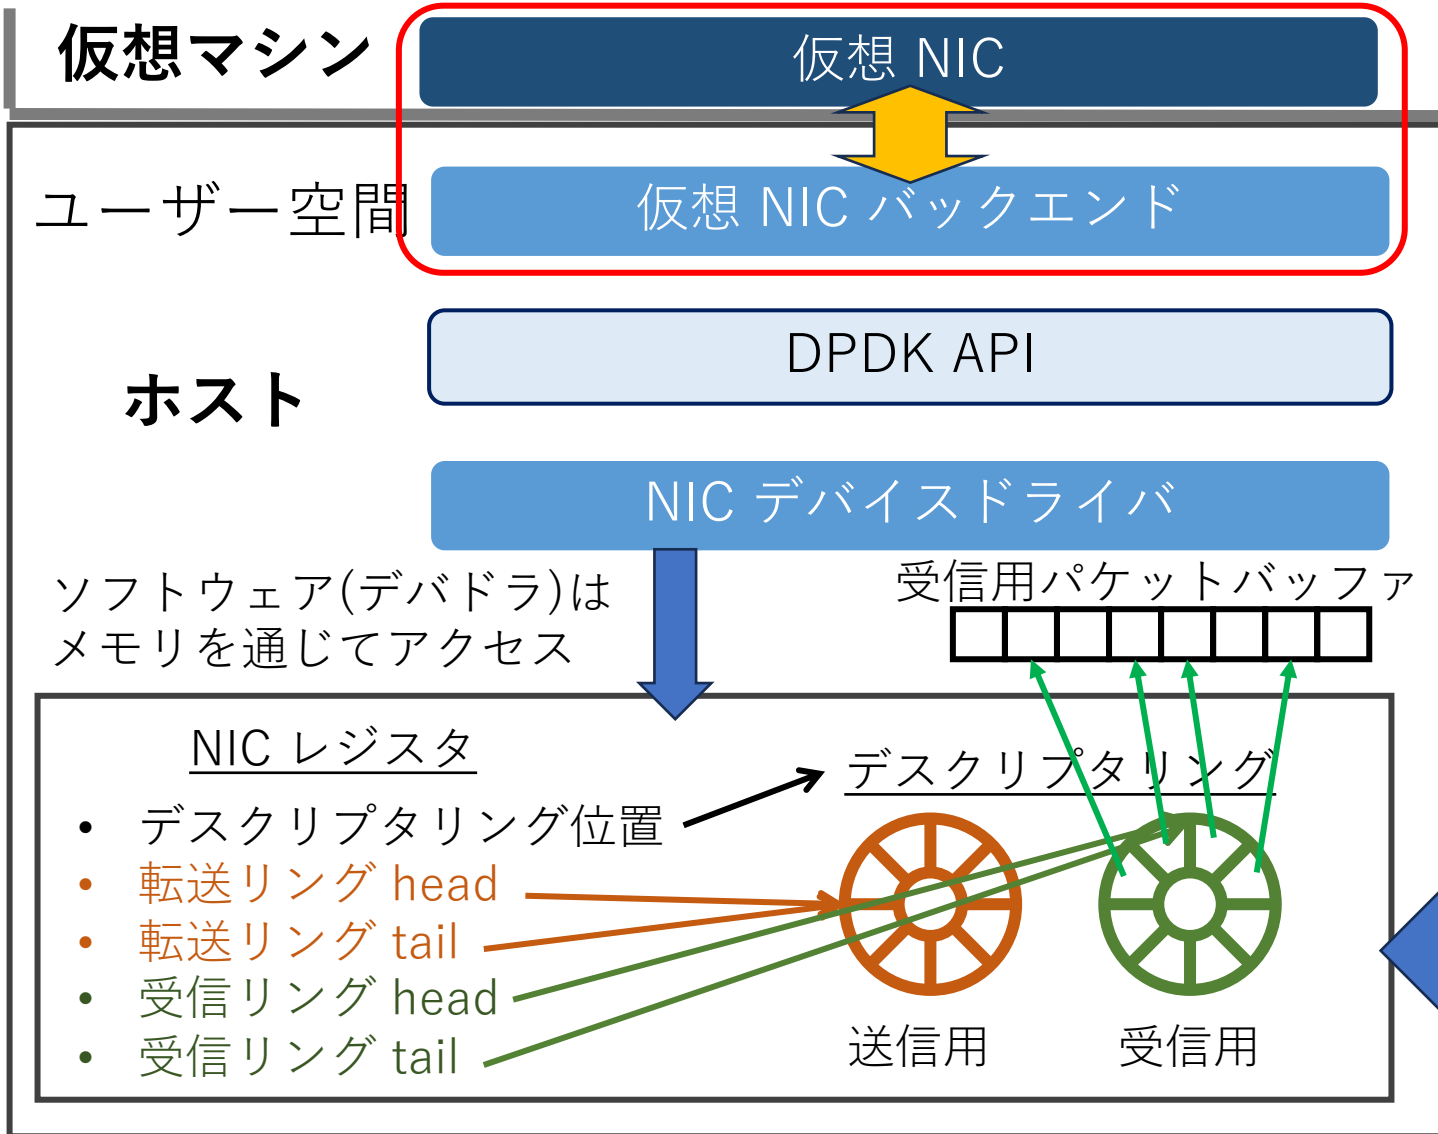 仮想マシン
仮想 NIC
ユーザー空間
仮想 NIC バックエンド
DPDK API
ホスト
NIC デバイスドライバ
ソフトウェア(デバドラ)は
メモリを通じてアクセス
受信用パケットバッファ
NIC レジスタ
デスクリプタリング
• デスクリプタリング位置
• 転送リング head
• 転送リング tail
• 受信リング head
• 受信リング tail
送信用
受信用